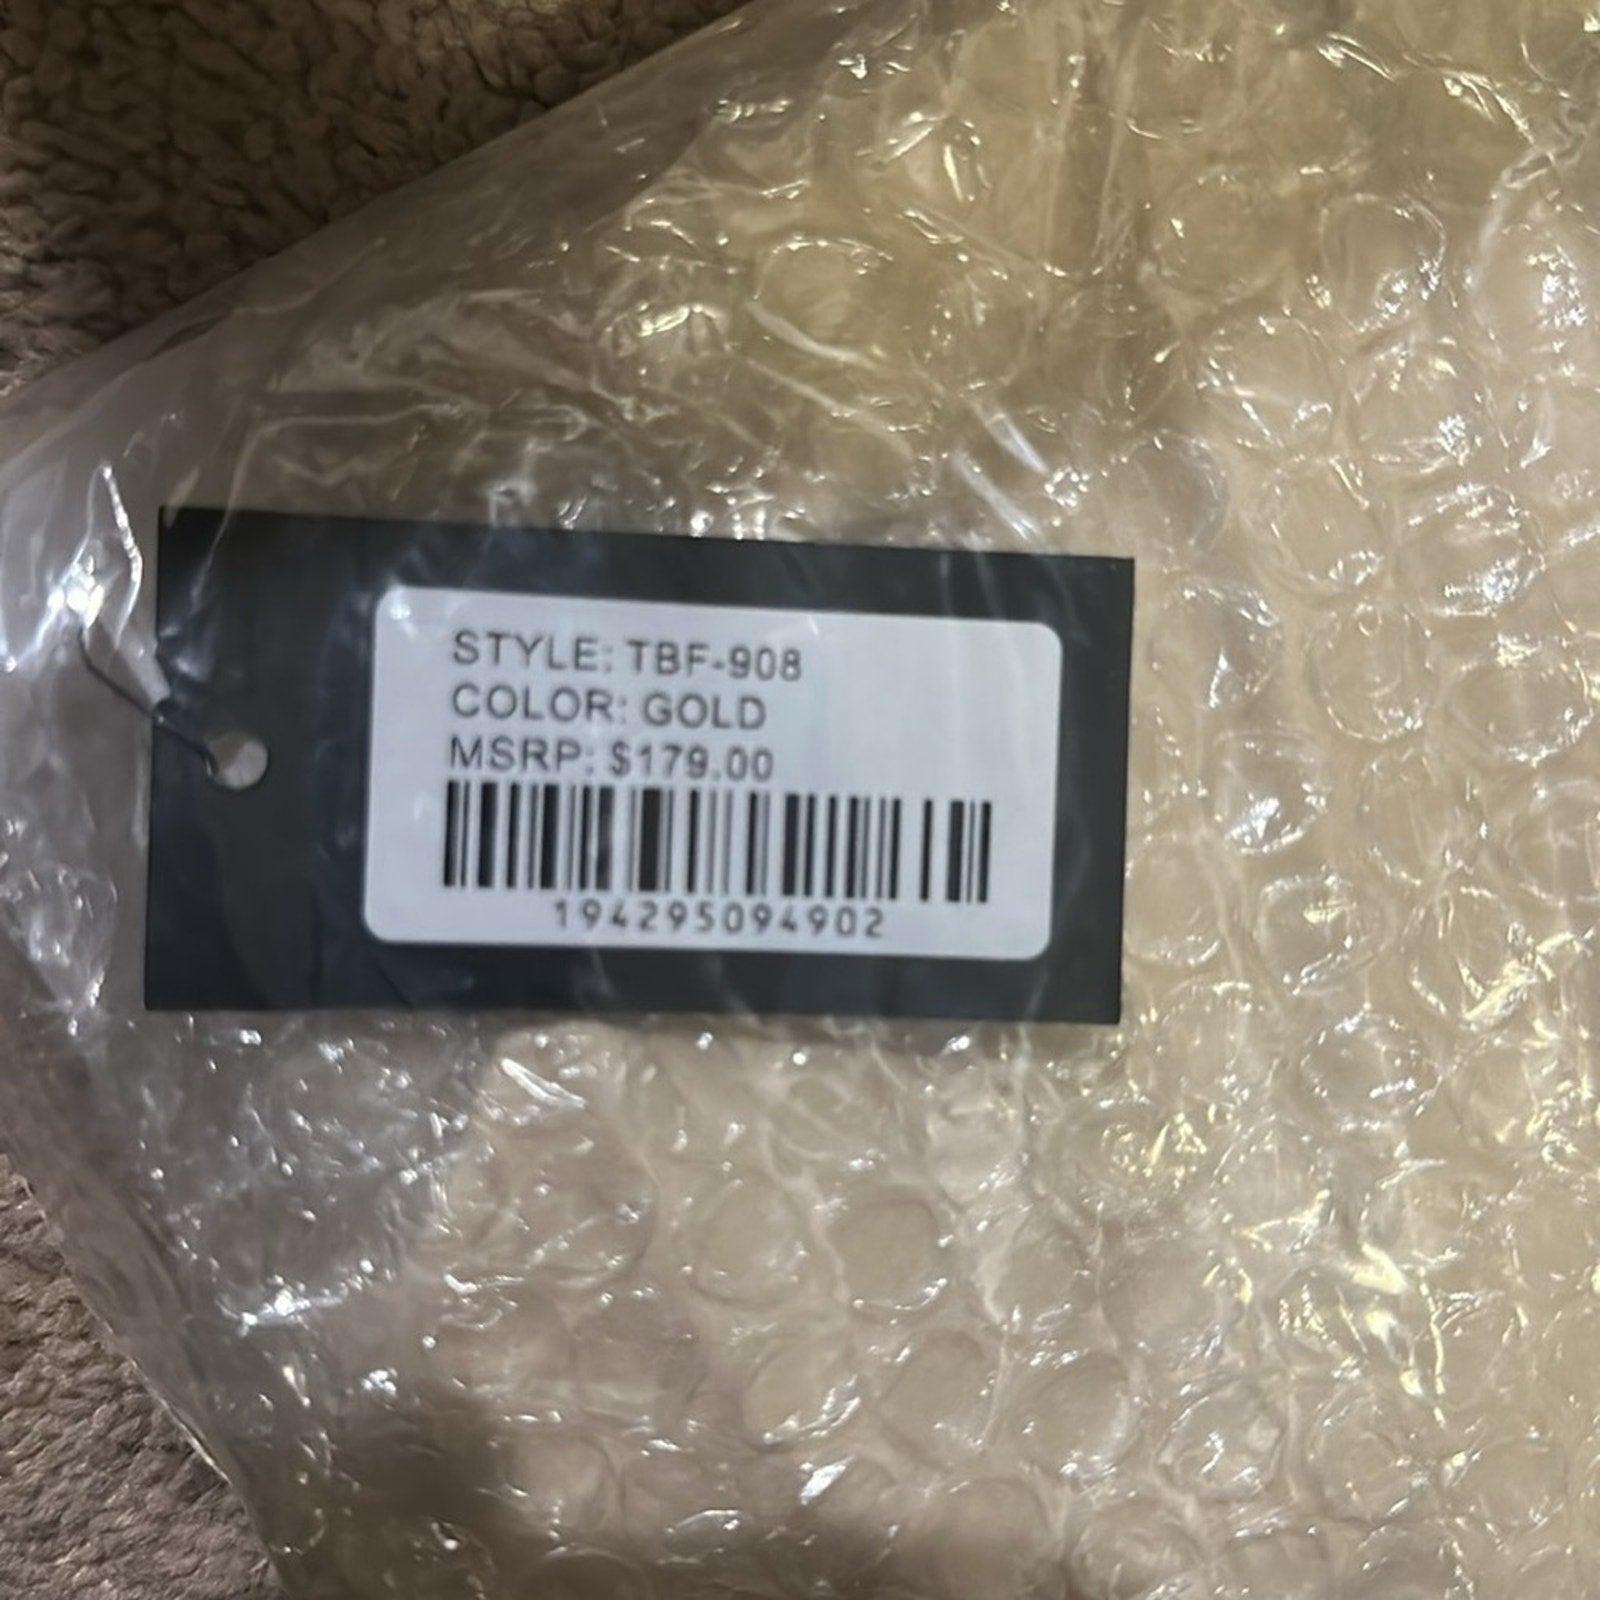 STYLE: TBF-908
COLOR: GOLD
MSRP: $179.00
194295094902